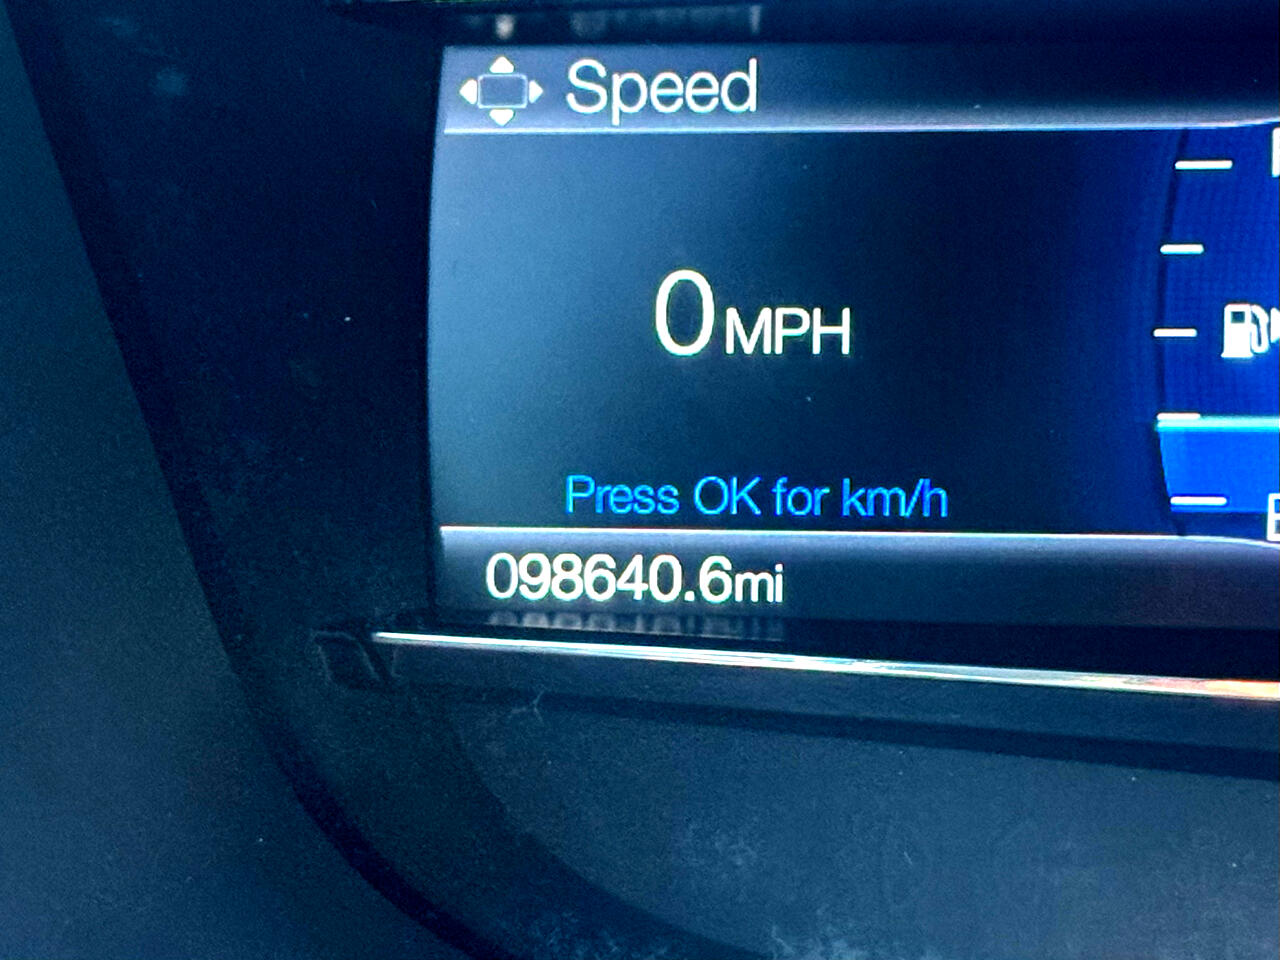 Speed
0 MPH
Press OK for km/h
098640.6mi